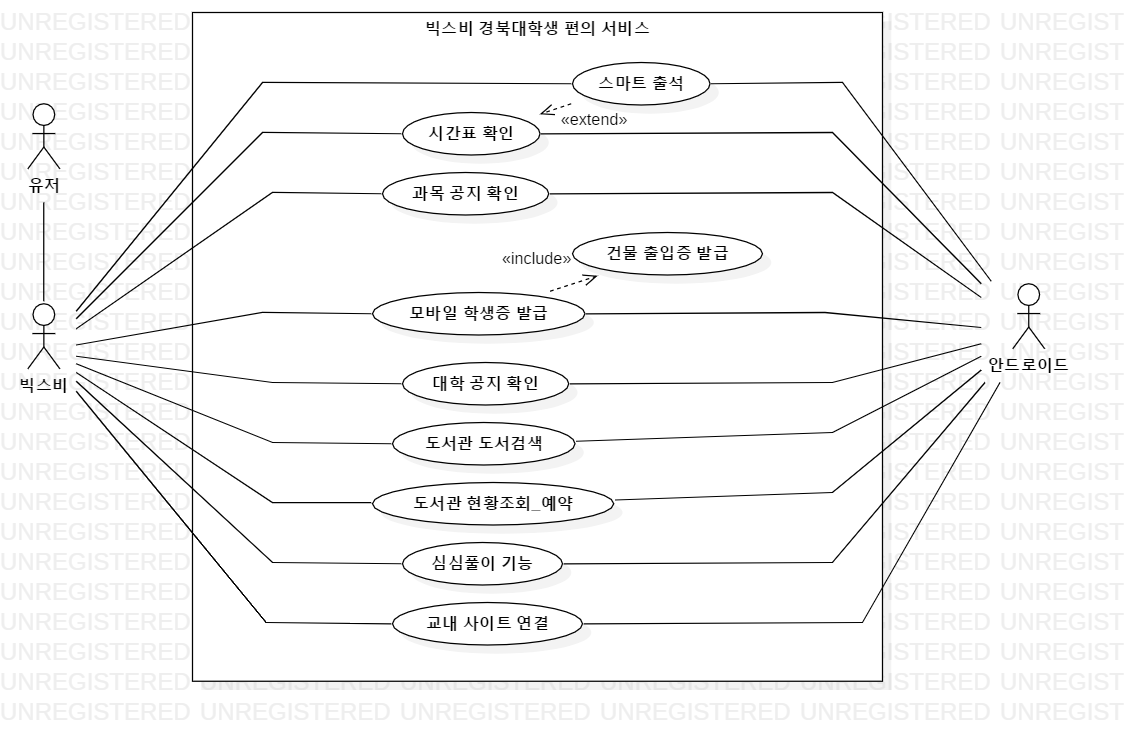 빅스비 경북대학생 편의 서비스
스마트 출석
«extend»
시간표 확인
유저
과목 공지 확인
건물 출입증 발급
«include»
모바일 학생증 발급
빅스비
안드로이드
대학 공지 확인
도서관 도서검색
도서관 현황조회_예약
심심풀이 기능
교내 사이트 연결
UNREGISTERED UNREGISTERED UNREGISTERED UNREGISTERED UNREGISTERED UNREGIST